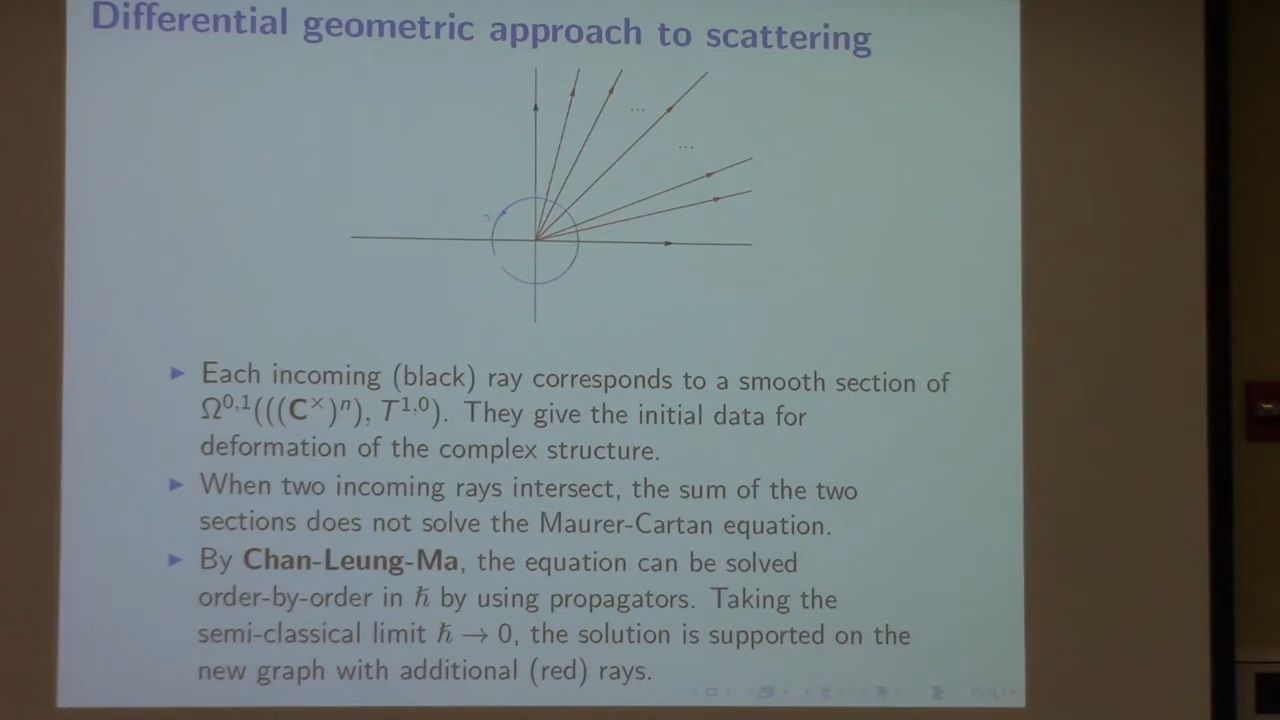 Differential geometric approach to scattering
...
...
▶ Each incoming (black) ray corresponds to a smooth section of
Ω⁰,¹(((C×)ⁿ), T¹,⁰). They give the initial data for
deformation of the complex structure.
▶ When two incoming rays intersect, the sum of the two
sections does not solve the Maurer-Cartan equation.
▶ By Chan-Leung-Ma, the equation can be solved
order-by-order in ℏ by using propagators. Taking the
semi-classical limit ℏ → 0, the solution is supported on the
new graph with additional (red) rays.